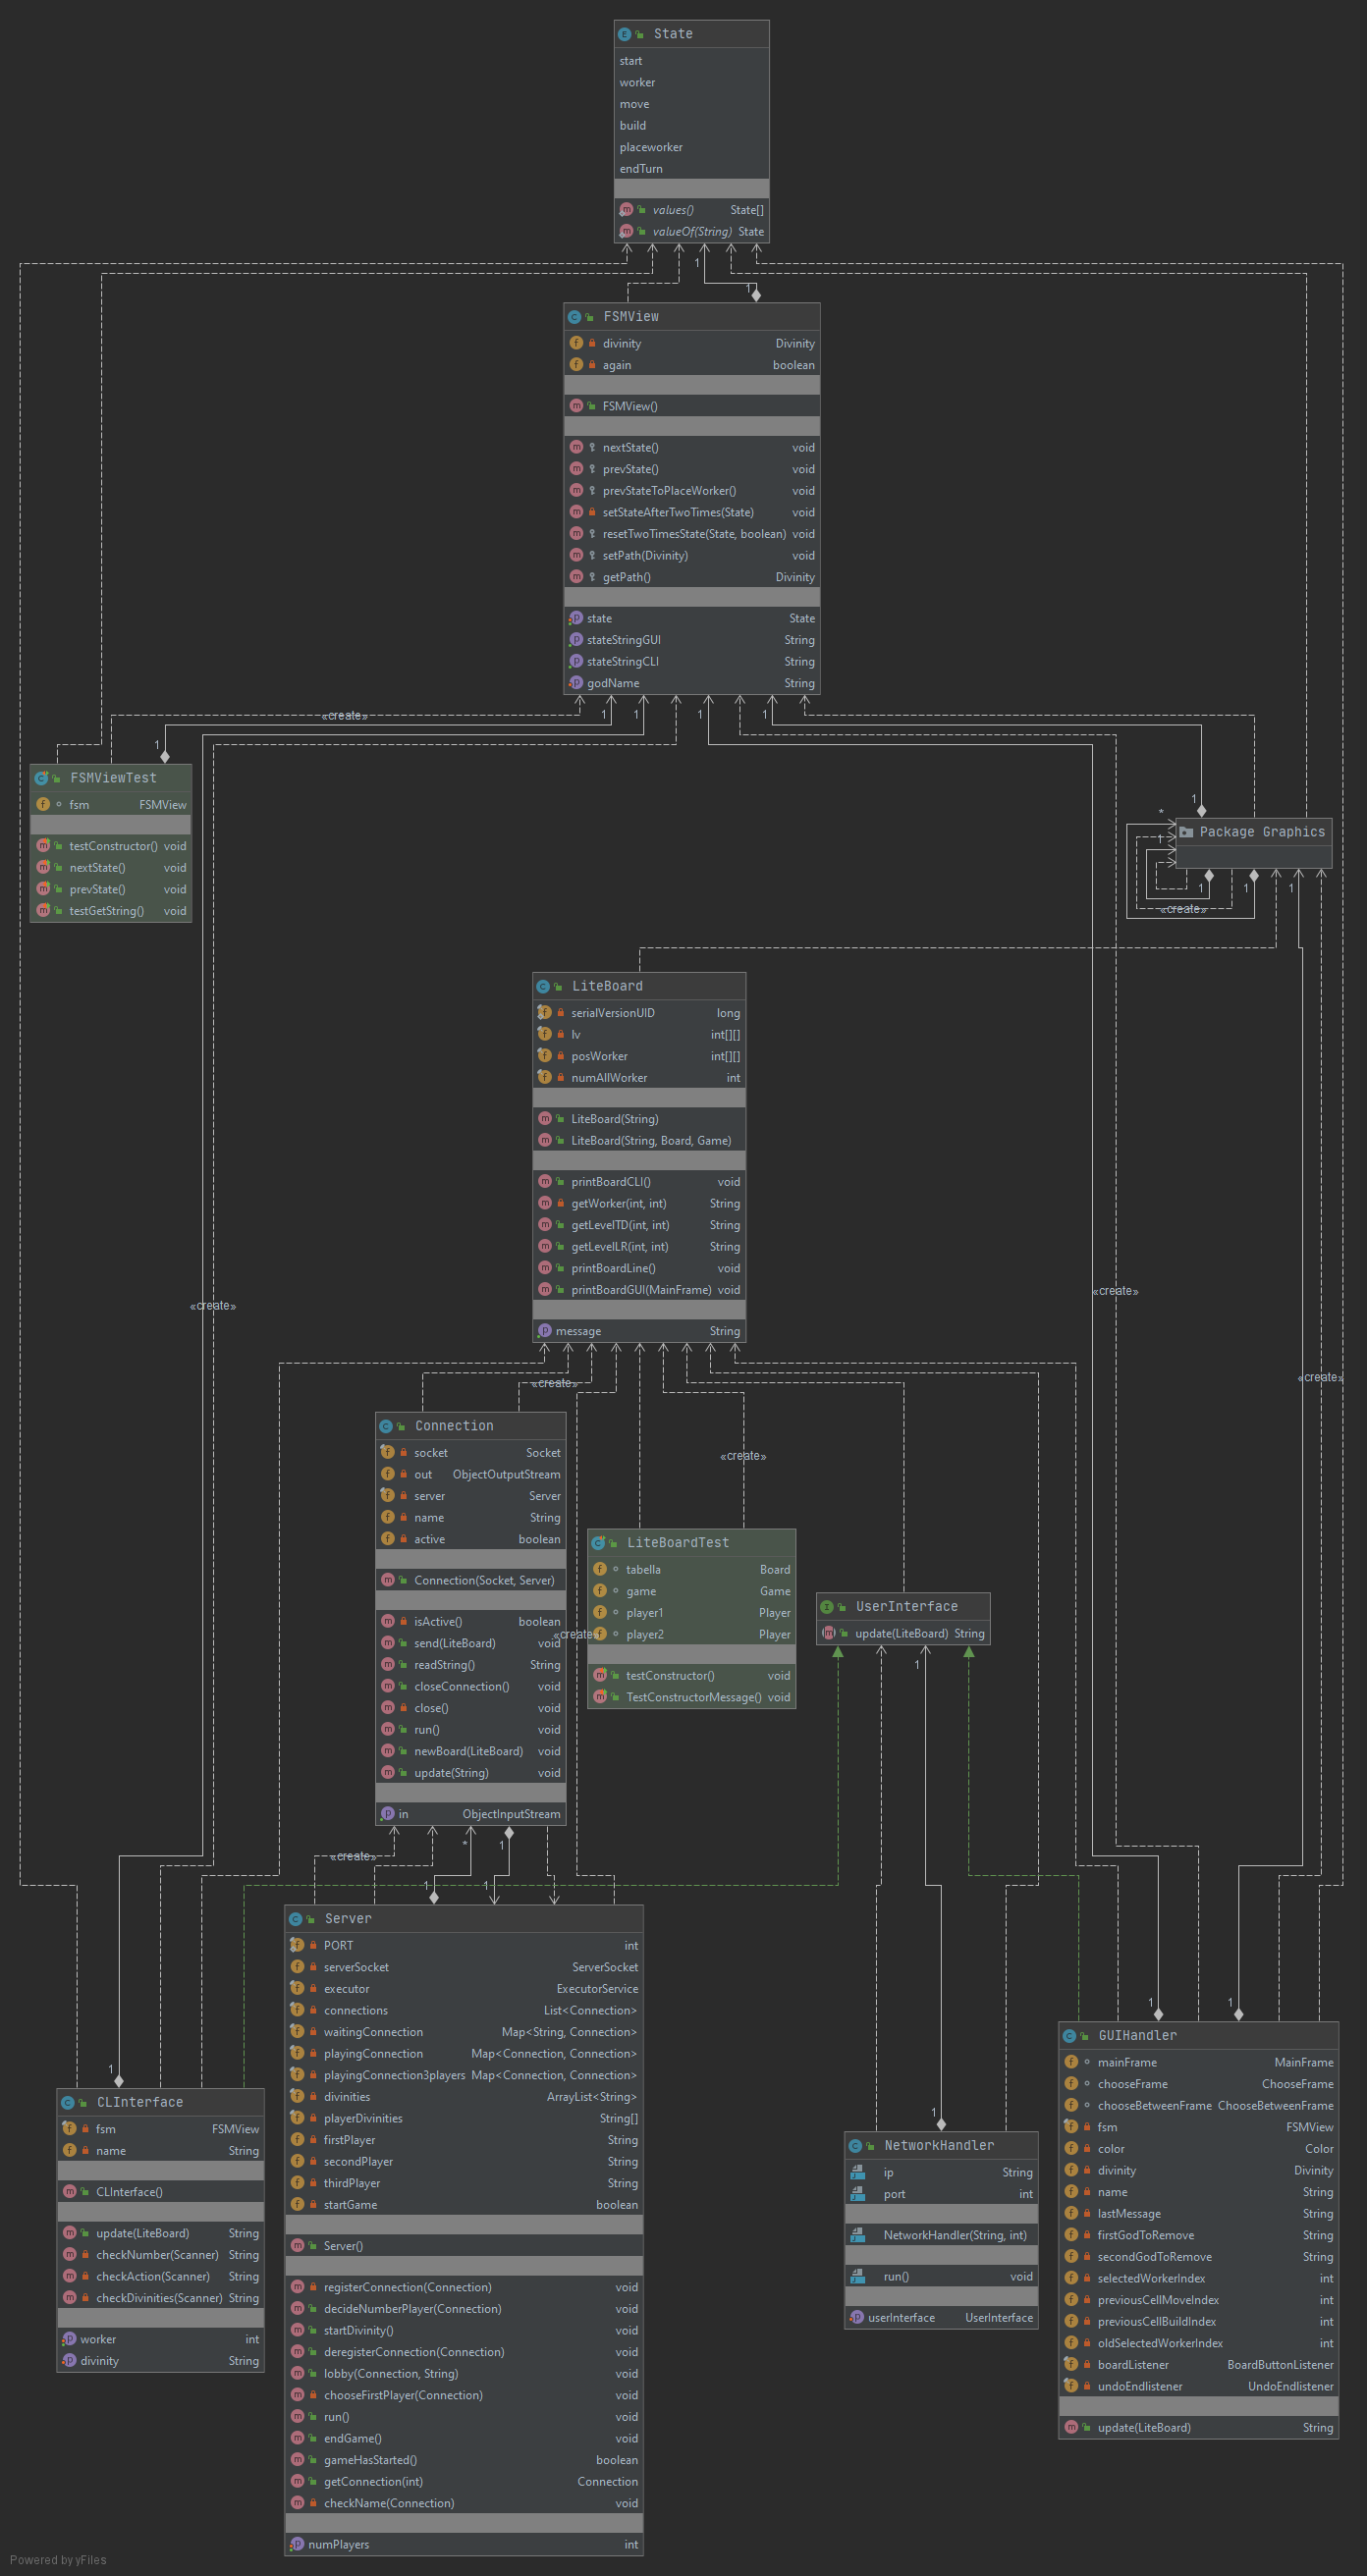 State
start
worker
move
build
placeworker
endTurn
values() State[]
valueOf(String) State
1
1
FSMView
divinity Divinity
again boolean
FSMView()
nextState() void
prevState() void
prevStateToPlaceWorker() void
setStateAfterTwoTimes(State) void
resetTwoTimesState(State, boolean) void
setPath(Divinity) void
getPath() Divinity
state State
stateStringGUI String
stateStringCLI String
godName String
«create»
1
1
1
1
1
FSMViewTest
fsm FSMView
testConstructor() void
nextState() void
prevState() void
testGetString() void
1
*
1
Package Graphics
1
1
1
«create»
LiteBoard
serialVersionUID long
lv int[][]
posWorker int[][]
numAllWorker int
LiteBoard(String)
LiteBoard(String, Board, Game)
printBoardCLI() void
getWorker(int, int) String
getLevelTD(int, int) String
getLevelLR(int, int) String
printBoardLine() void
printBoardGUI(MainFrame) void
message String
«create»
«create»
«create»
«create»
«create»
Connection
socket Socket
out ObjectOutputStream
server Server
name String
active boolean
Connection(Socket, Server)
isActive() boolean
send(LiteBoard) void
readString() String
closeConnection() void
close() void
run() void
newBoard(LiteBoard) void
update(String) void
in ObjectInputStream
«create»
LiteBoardTest
tabella Board
game Game
player1 Player
player2 Player
testConstructor() void
TestConstructorMessage() void
UserInterface
update(LiteBoard) String
1
«create»
*
1
1
1
Server
PORT int
serverSocket ServerSocket
executor ExecutorService
connections List<Connection>
waitingConnection Map<String, Connection>
playingConnection Map<Connection, Connection>
playingConnection3players Map<Connection, Connection>
divinities ArrayList<String>
playerDivinities String[]
firstPlayer String
secondPlayer String
thirdPlayer String
startGame boolean
Server()
registerConnection(Connection) void
decideNumberPlayer(Connection) void
startDivinity() void
deregisterConnection(Connection) void
lobby(Connection, String) void
chooseFirstPlayer(Connection) void
run() void
endGame() void
gameHasStarted() boolean
getConnection(int) Connection
checkName(Connection) void
numPlayers int
1
CLInterface
fsm FSMView
name String
CLInterface()
update(LiteBoard) String
checkNumber(Scanner) String
checkAction(Scanner) String
checkDivinities(Scanner) String
worker int
divinity String
1
NetworkHandler
ip String
port int
NetworkHandler(String, int)
run() void
userInterface UserInterface
1
1
GUIHandler
mainFrame MainFrame
chooseFrame ChooseFrame
chooseBetweenFrame ChooseBetweenFrame
fsm FSMView
color Color
divinity Divinity
name String
lastMessage String
firstGodToRemove String
secondGodToRemove String
selectedWorkerIndex int
previousCellMoveIndex int
previousCellBuildIndex int
oldSelectedWorkerIndex int
boardListener BoardButtonListener
undoEndlistener UndoEndlistener
update(LiteBoard) String
Powered by yFiles